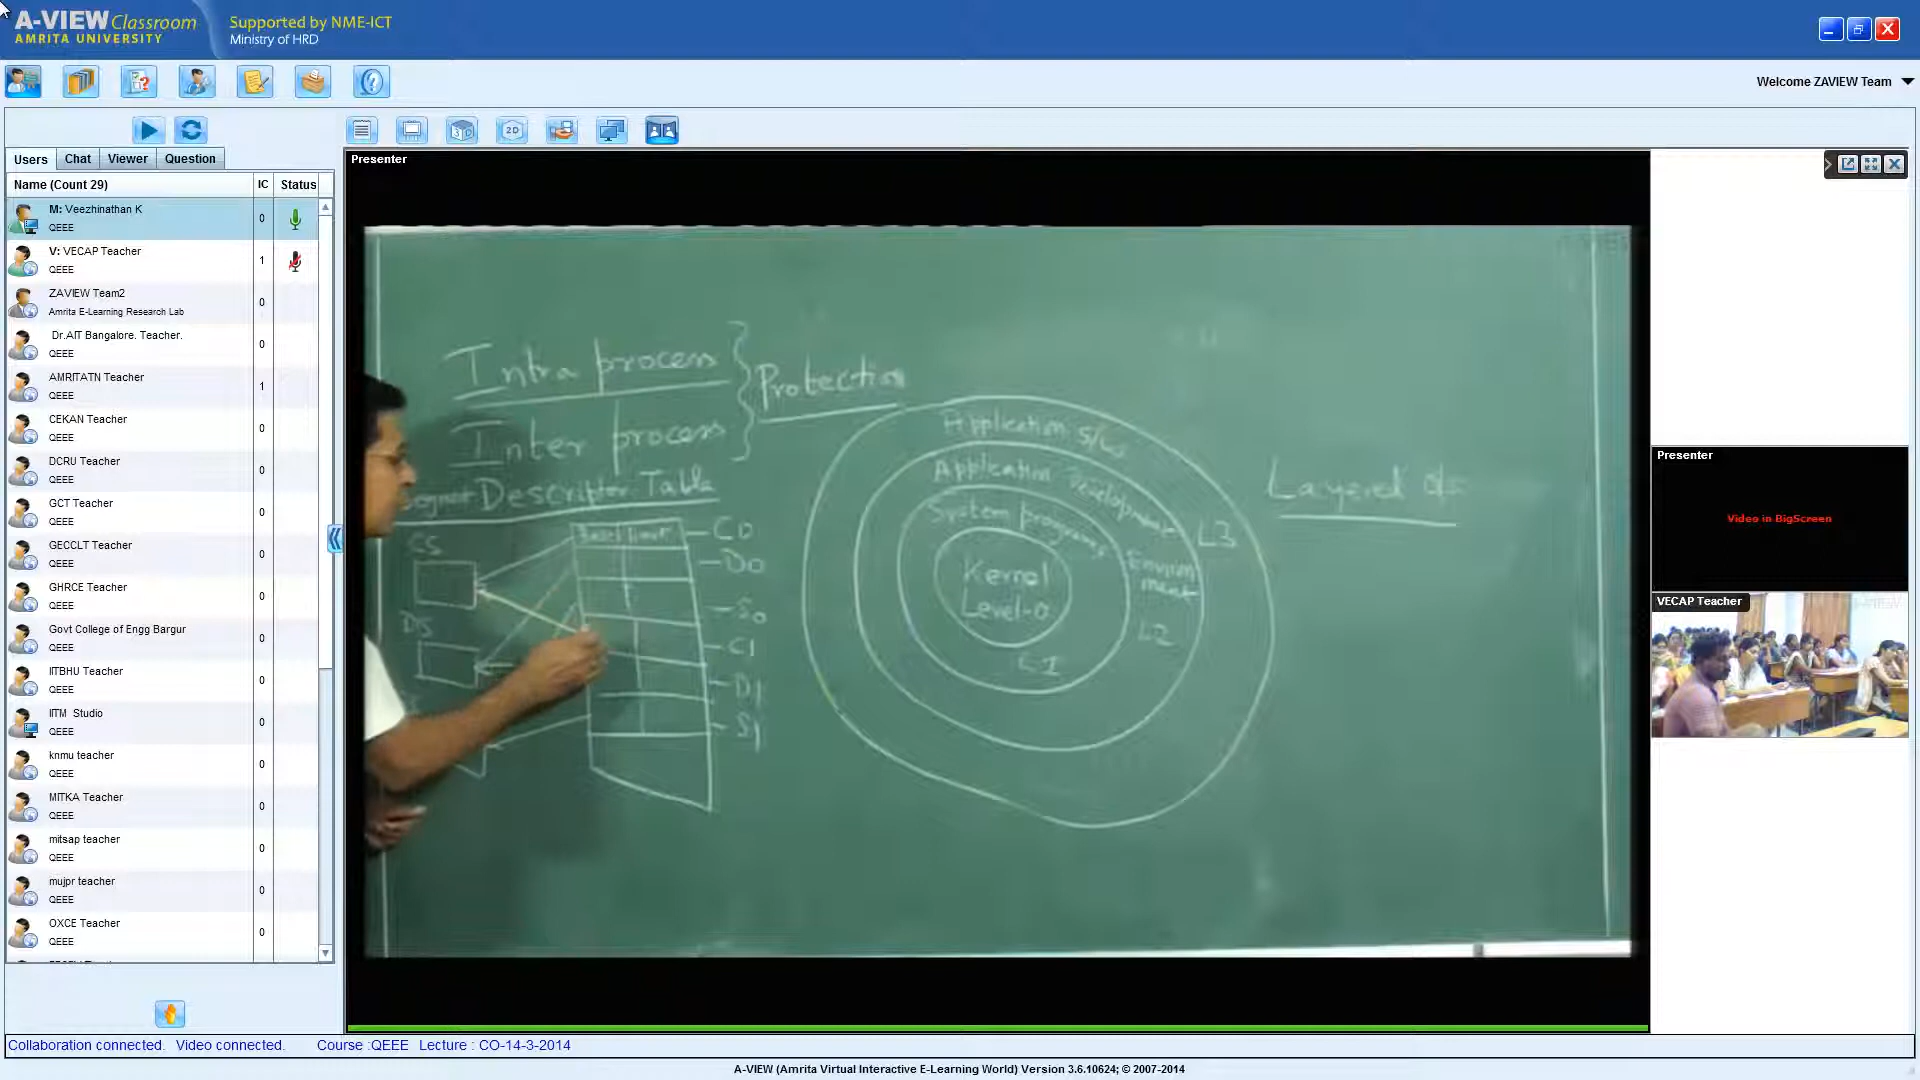 A-VIEW Classroom
AMRITA UNIVERSITY
Supported by NME-ICT
Ministry of HRD
Welcome ZAVIEW Team
3D
2D
Users
Chat
Viewer
Question
Name (Count 29)
IC
Status
M: Veezhinathan K
QEEE
0
V: VECAP Teacher
QEEE
1
ZAVIEW Team2
Amrita E-Learning Research Lab
0
Dr.AIT Bangalore. Teacher.
QEEE
0
AMRITATN Teacher
QEEE
1
CEKAN Teacher
QEEE
0
DCRU Teacher
QEEE
0
GCT Teacher
QEEE
0
GECCLT Teacher
QEEE
0
GHRCE Teacher
QEEE
0
Govt College of Engg Bargur
QEEE
0
IITBHU Teacher
QEEE
0
IITM Studio
QEEE
0
knmu teacher
QEEE
0
MITKA Teacher
QEEE
0
mitsap teacher
QEEE
0
mujpr teacher
QEEE
0
OXCE Teacher
QEEE
0
Presenter
Intra process
Inter process
Protection
Descriptor Table
CS
DS
C0
D0
S0
C1
D1
S1
Application S/W
Application Development
Environment
System programs
Kernel
Level-0
L1
L2
L3
Layered
Presenter
Video in BigScreen
VECAP Teacher
Collaboration connected. Video connected. Course :QEEE Lecture : CO-14-3-2014
A-VIEW (Amrita Virtual Interactive E-Learning World) Version 3.6.10624; © 2007-2014